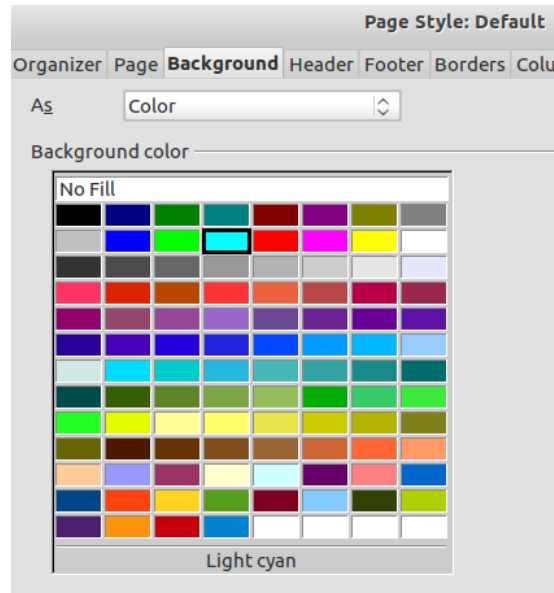 Page Style: Default
Organizer Page Background Header Footer Borders Colu
As Color
Background color
No Fill
Light cyan